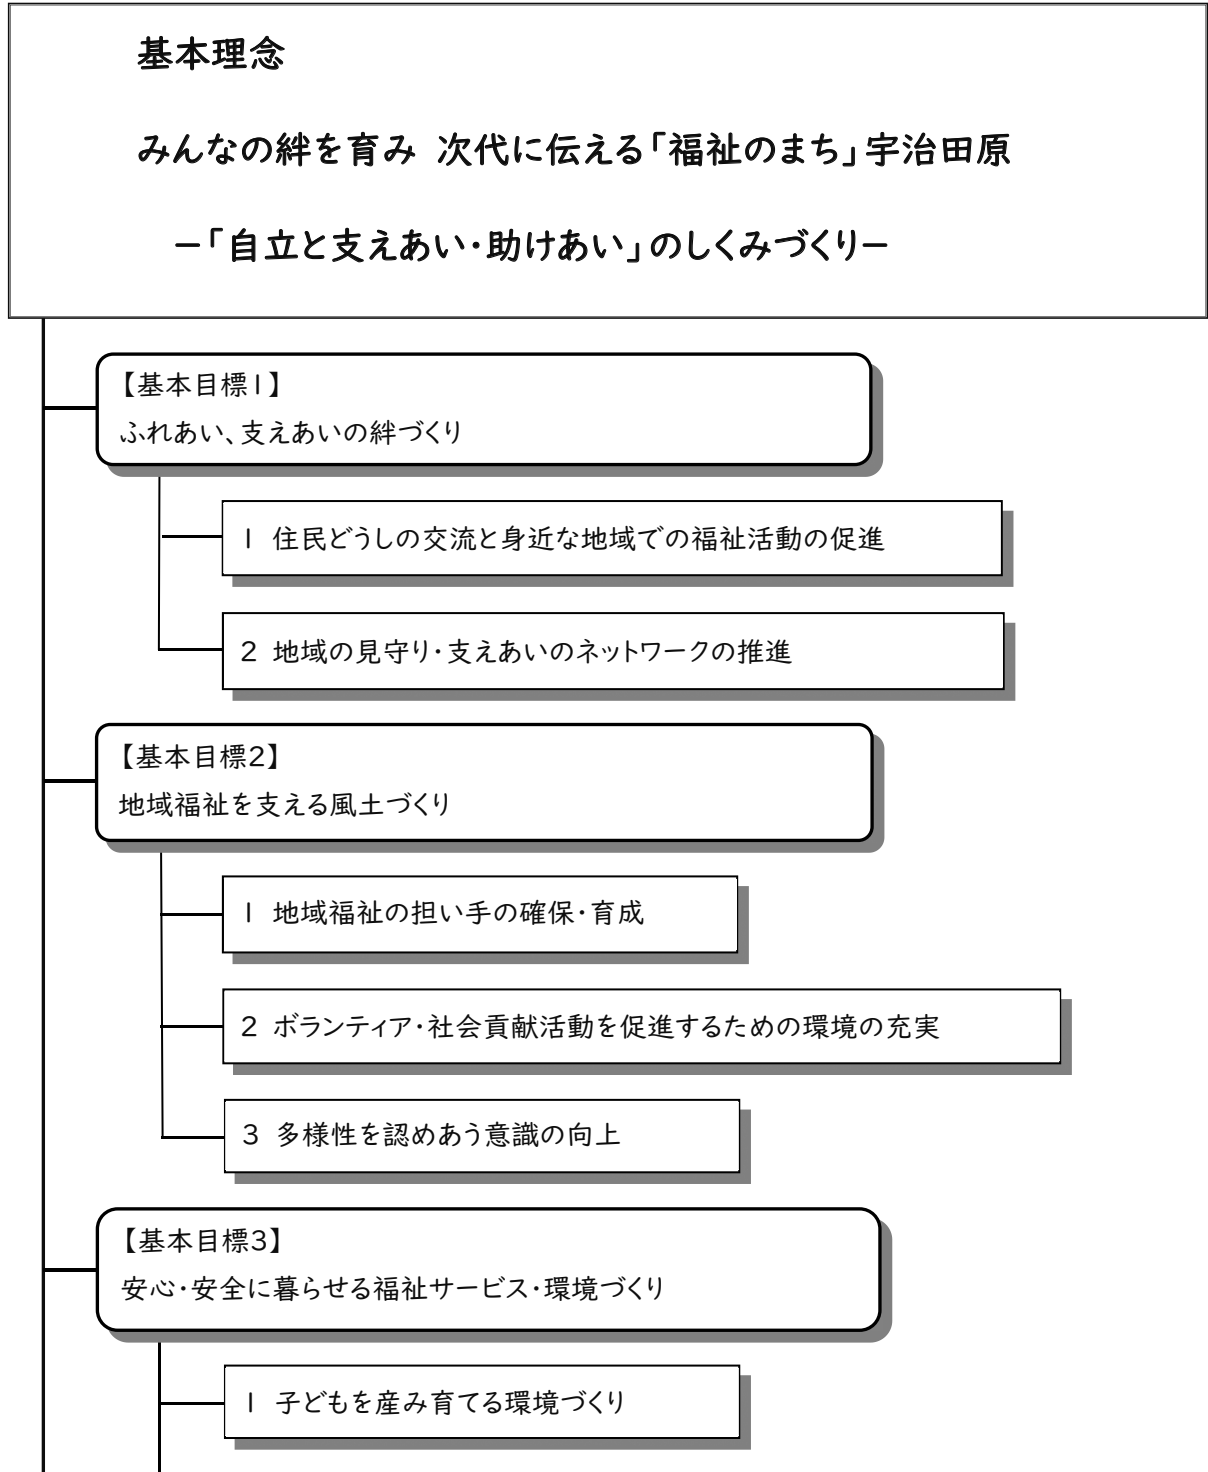 基本理念
みんなの絆を育み 次代に伝える「福祉のまち」宇治田原
－「自立と支えあい・助けあい」のしくみづくり－
【基本目標1】
ふれあい、支えあいの絆づくり
1 住民どうしの交流と身近な地域での福祉活動の促進
2 地域の見守り・支えあいのネットワークの推進
【基本目標2】
地域福祉を支える風土づくり
1 地域福祉の担い手の確保・育成
2 ボランティア・社会貢献活動を促進するための環境の充実
3 多様性を認めあう意識の向上
【基本目標3】
安心・安全に暮らせる福祉サービス・環境づくり
1 子どもを産み育てる環境づくり